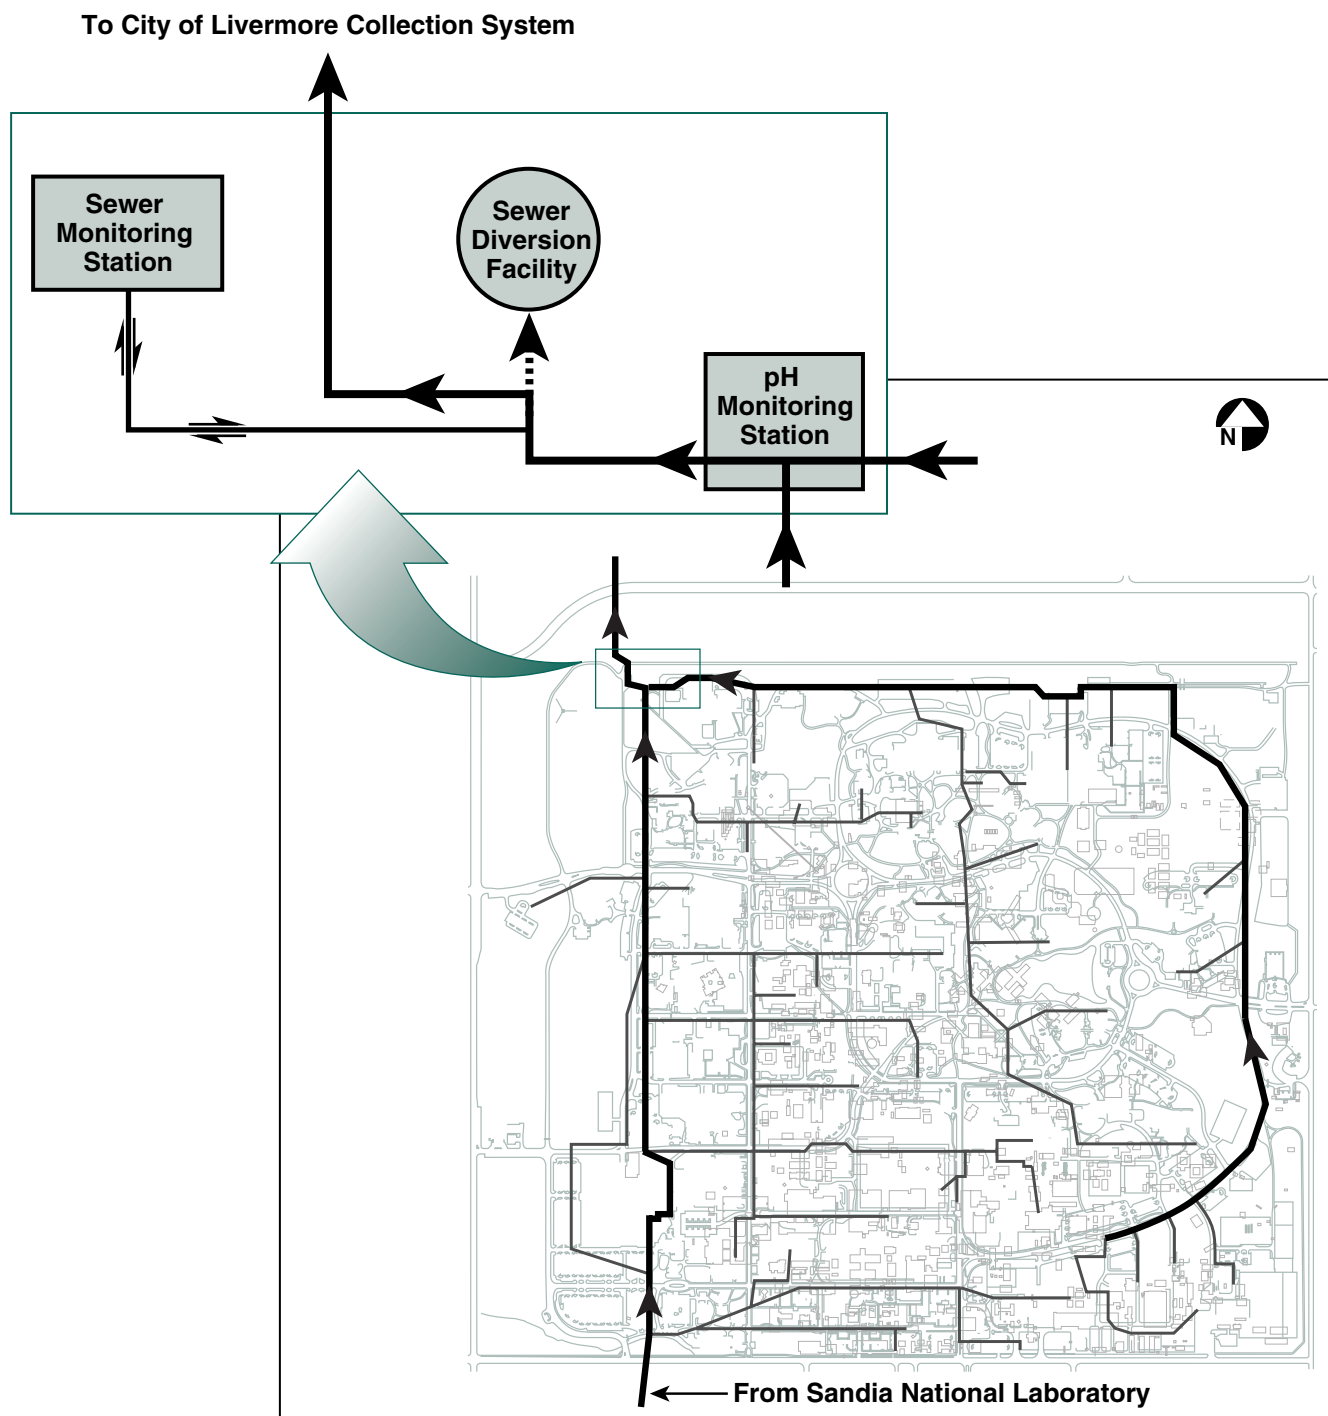 To City of Livermore Collection System
Sewer
Monitoring
Station
Sewer
Diversion
Facility
pH
Monitoring
Station
N
From Sandia National Laboratory